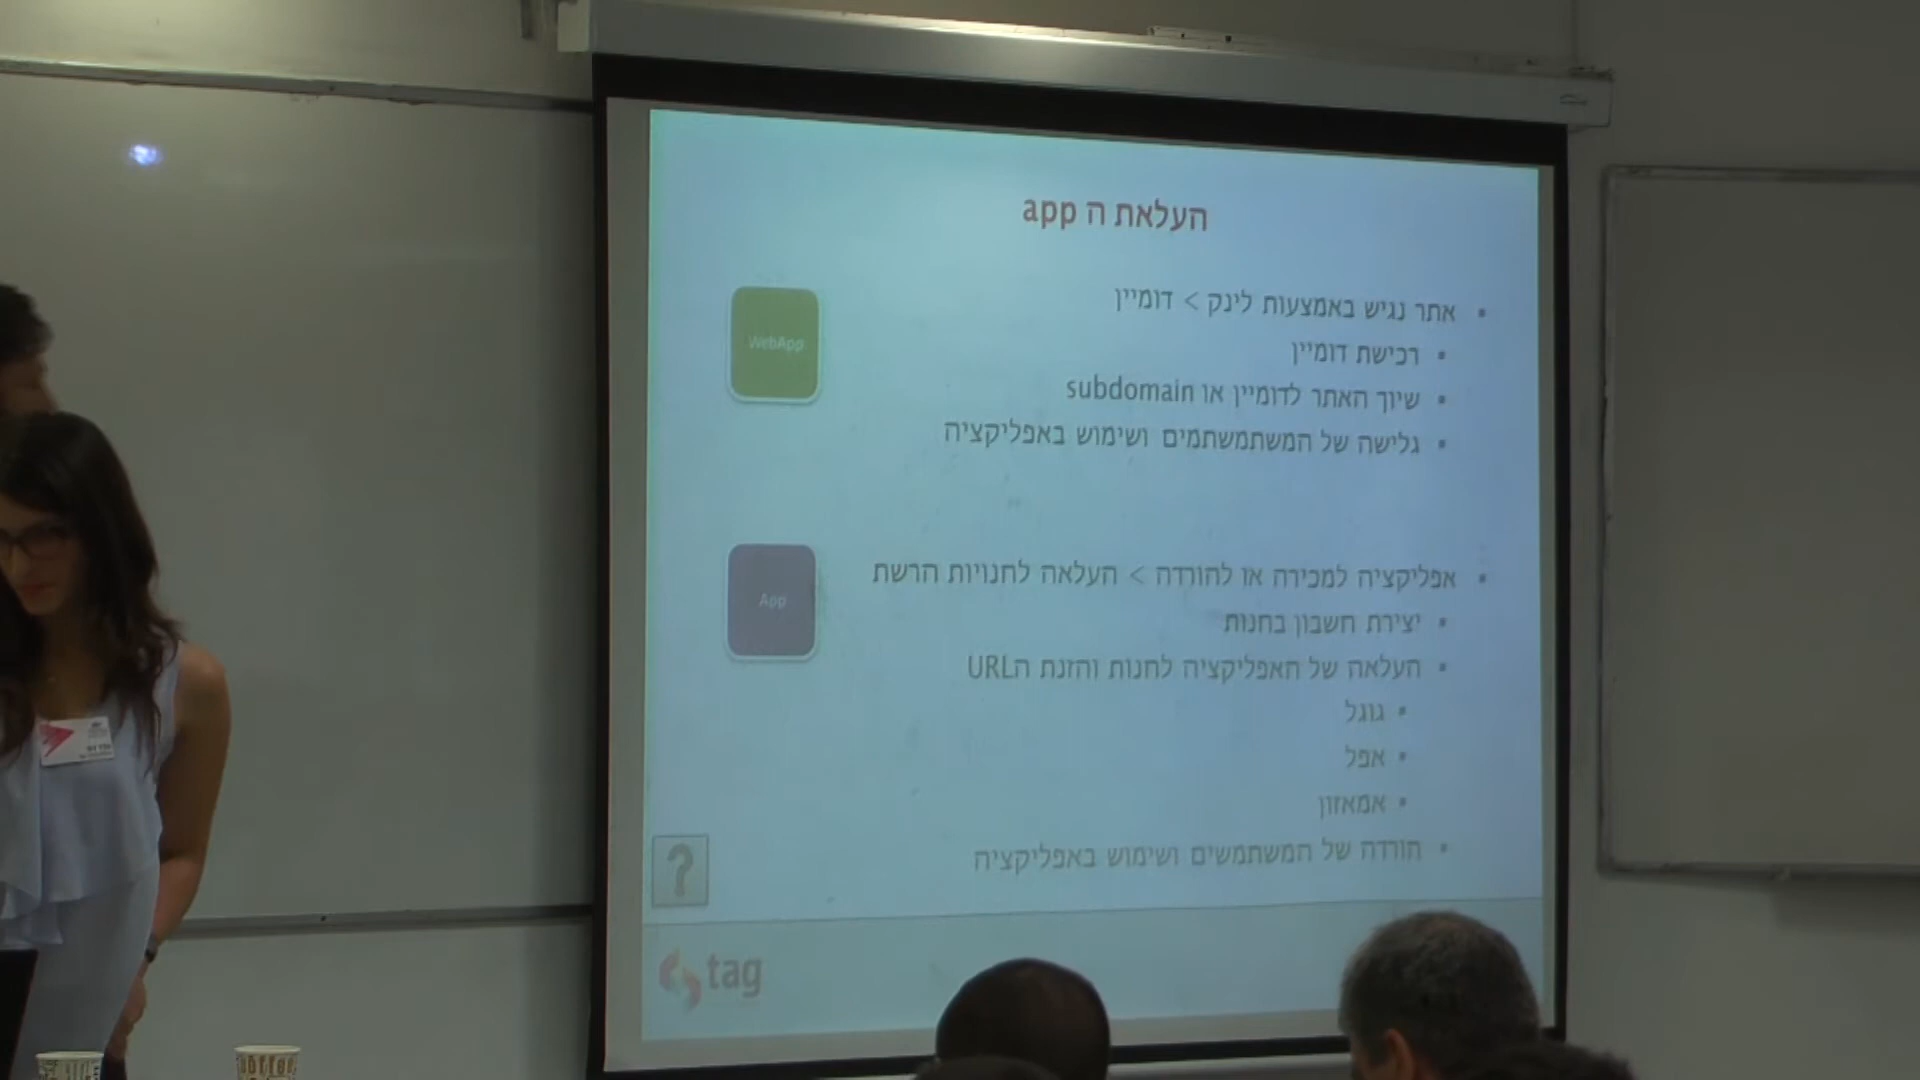 העלאת ה app
אתר נגיש באמצעות לינק > דומיין
רכישת דומיין
שיוך האתר לדומיין או subdomain
גלישה של המשתמשתמים ושימוש באפליקציה
WebApp
אפליקציה למכירה או להורדה > העלאה לחנויות הרשת
יצירת חשבון בחנות
העלאה של האפליקציה לחנות והזנת הURL
גוגל
אפל
אמאזון
הורדה של המשתמשים ושימוש באפליקציה
App
?
tag
coffee